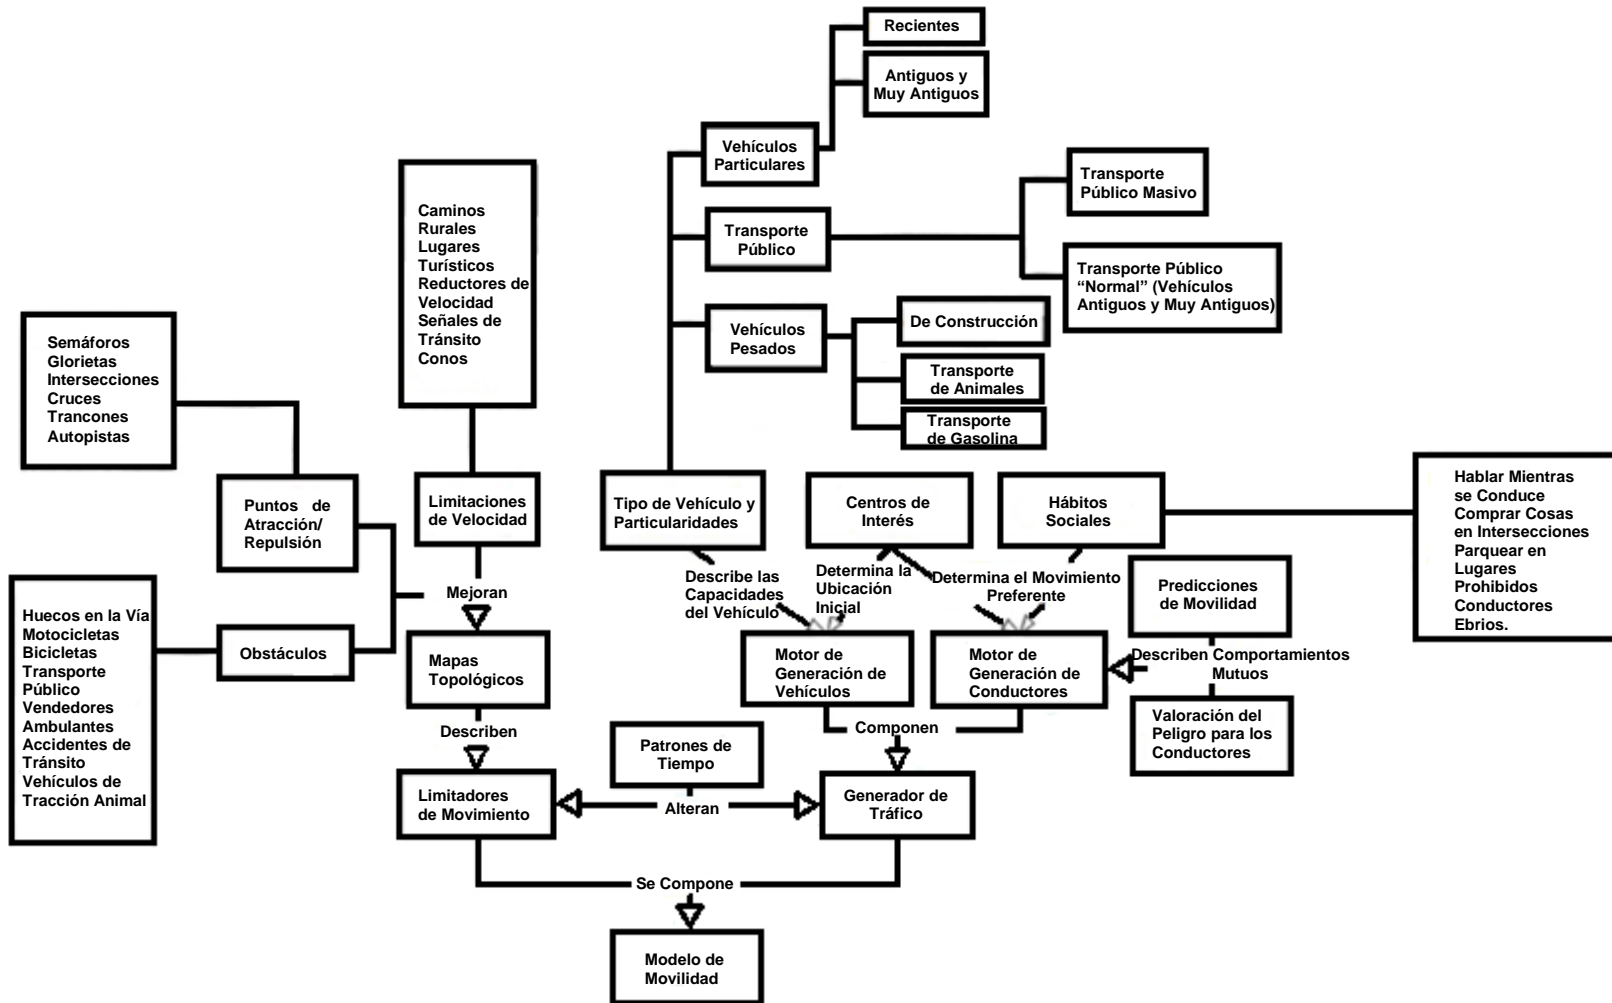 Recientes
Antiguos y
Muy Antiguos
Vehículos
Particulares
Transporte
Público Masivo
Caminos
Rurales
Lugares
Turísticos
Reductores de
Velocidad
Señales de
Tránsito
Conos
Transporte
Público
Transporte Público
“Normal” (Vehículos
Antiguos y Muy Antiguos)
De Construcción
Vehículos
Pesados
Transporte
de Animales
Transporte
de Gasolina
Semáforos
Glorietas
Intersecciones
Cruces
Trancones
Autopistas
Puntos de
Atracción/
Repulsión
Limitaciones
de Velocidad
Tipo de Vehículo y
Particularidades
Centros de
Interés
Hábitos
Sociales
Hablar Mientras
se Conduce
Comprar Cosas
en Intersecciones
Parquear en
Lugares
Prohibidos
Conductores
Ebrios.
Mejoran
Describe las
Capacidades
del Vehículo
Determina la
Ubicación
Inicial
Determina el Movimiento
Preferente
Predicciones
de Movilidad
Huecos en la Vía
Motocicletas
Bicicletas
Transporte
Público
Vendedores
Ambulantes
Accidentes de
Tránsito
Vehículos de
Tracción Animal
Obstáculos
Mapas
Topológicos
Motor de
Generación de
Vehículos
Motor de
Generación de
Conductores
Describen Comportamientos
Mutuos
Valoración del
Peligro para los
Conductores
Describen
Patrones de
Tiempo
Componen
Limitadores
de Movimiento
Alteran
Generador de
Tráfico
Se Compone
Modelo de
Movilidad